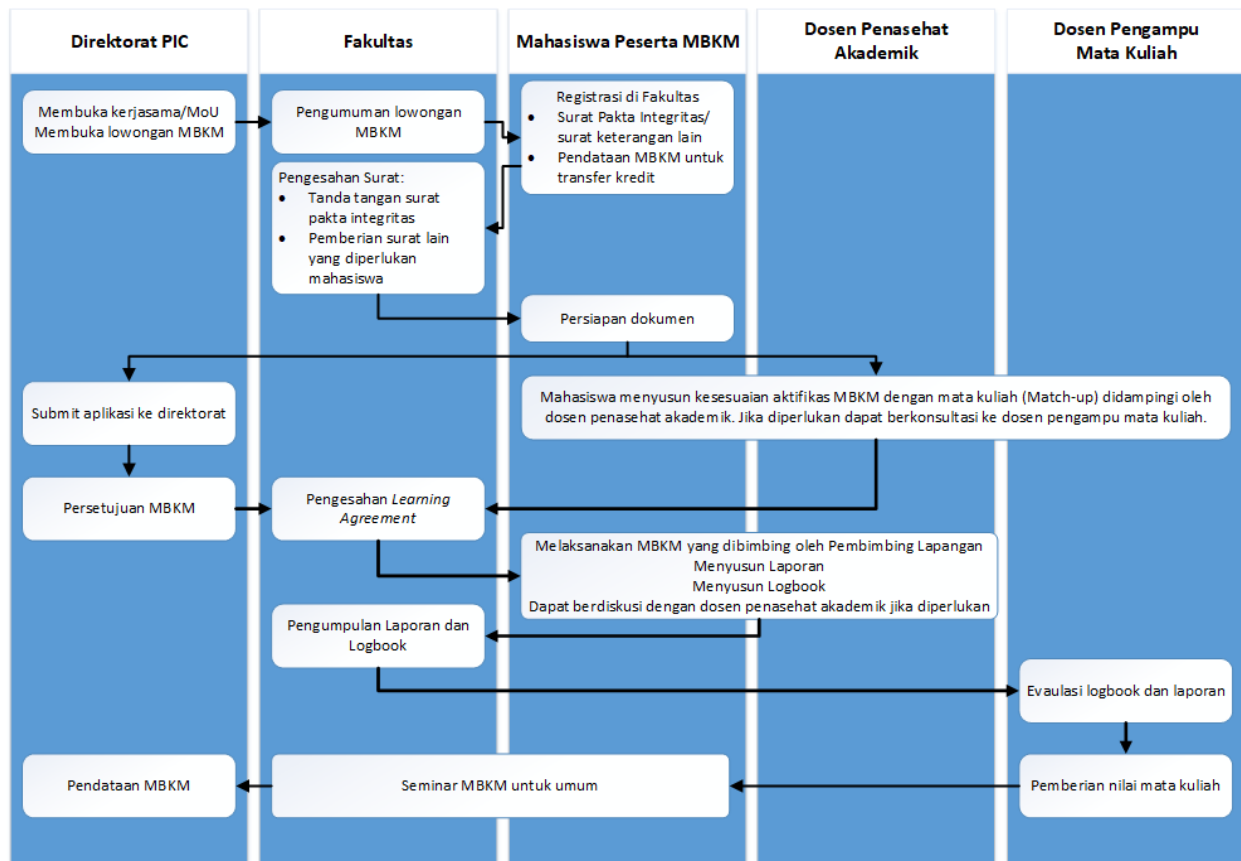 Direktorat PIC
Fakultas
Mahasiswa Peserta MBKM
Dosen Penasehat
Akademik
Dosen Pengampu
Mata Kuliah
Membuka kerjasama/MoU
Membuka lowongan MBKM
Pengumuman lowongan
MBKM
Registrasi di Fakultas
• Surat Pakta Integritas/
surat keterangan lain
• Pendataan MBKM untuk
transfer kredit
Pengesahan Surat:
• Tanda tangan surat
pakta integritas
• Pemberian surat lain
yang diperlukan
mahasiswa
Persiapan dokumen
Submit aplikasi ke direktorat
Mahasiswa menyusun kesesuaian aktifikas MBKM dengan mata kuliah (Match-up) didampingi oleh
dosen penasehat akademik. Jika diperlukan dapat berkonsultasi ke dosen pengampu mata kuliah.
Persetujuan MBKM
Pengesahan Learning
Agreement
Melaksanakan MBKM yang dibimbing oleh Pembimbing Lapangan
Menyusun Laporan
Menyusun Logbook
Dapat berdiskusi dengan dosen penasehat akademik jika diperlukan
Pengumpulan Laporan dan
Logbook
Evaulasi logbook dan laporan
Pendataan MBKM
Seminar MBKM untuk umum
Pemberian nilai mata kuliah